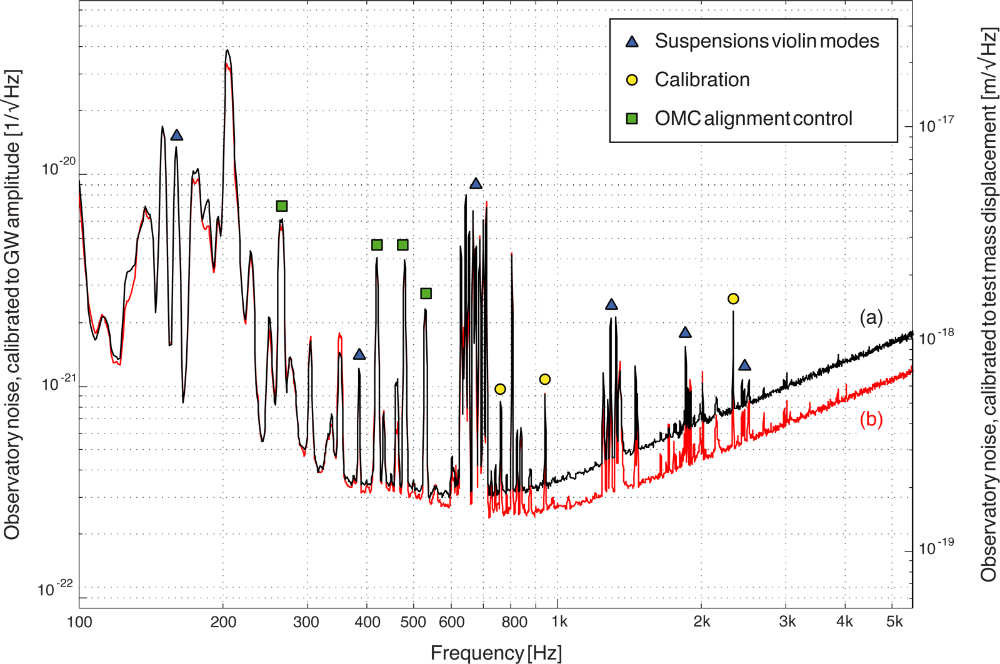 Suspensions violin modes
Calibration
OMC alignment control
Observatory noise, calibrated to GW amplitude [1/√Hz]
10-20
10-21
10-22
Observatory noise, calibrated to test mass displacement [m/√Hz]
10-17
10-18
10-19
(a)
(b)
100 200 300 400 500 600 800 1k 2k 3k 4k 5k
Frequency [Hz]